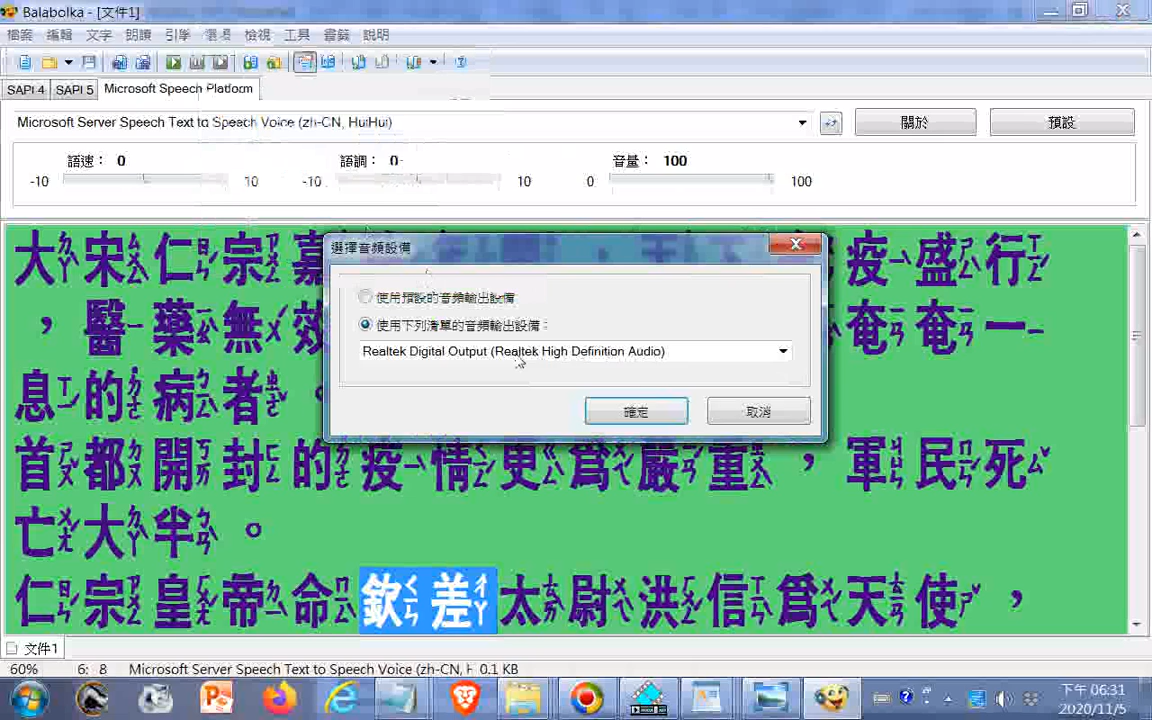 Balabolka - [文件1]
檔案 編輯 文字 朗讀 引擎 選項 檢視 工具 書籤 說明
SAPI 4 SAPI 5 Microsoft Speech Platform
Microsoft Server Speech Text to Speech Voice (zh-CN, HuiHui) 關於 預設
語速： 0 語調： 0 音量： 100
-10 10 -10 10 0 100
大宋仁宗嘉 疫盛行
選擇音頻設備
使用預設的音頻輸出設備
，醫藥無效 奄奄一
使用下列清單的音頻輸出設備：
Realtek Digital Output (Realtek High Definition Audio)
息的病者。
確定 取消
首都開封的疫情更為嚴重，軍民死
亡大半。
仁宗皇帝命欽差太尉洪信為天使，
文件1
60% 6: 8 Microsoft Server Speech Text to Speech Voice (zh-CN, H 0.1 KB
下午 06:31
2020/11/5